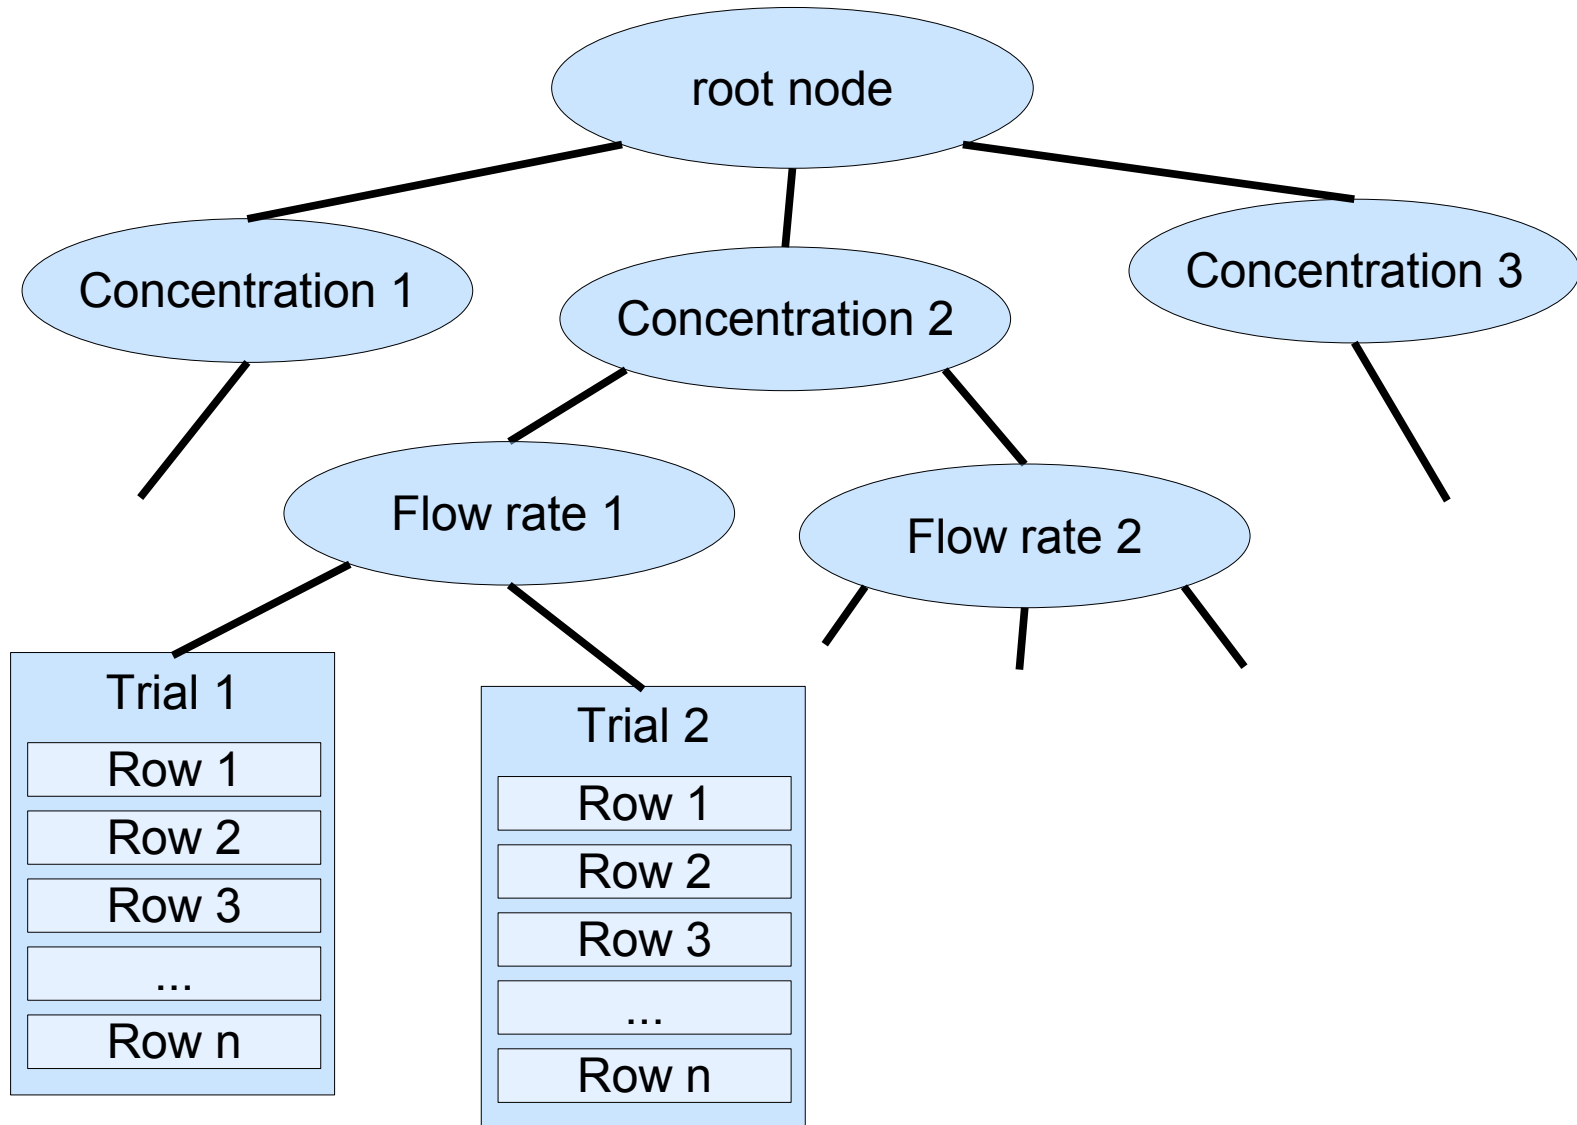 root node
Concentration 1
Concentration 2
Concentration 3
Flow rate 1
Flow rate 2
Trial 1
Row 1
Row 2
Row 3
...
Row n
Trial 2
Row 1
Row 2
Row 3
...
Row n